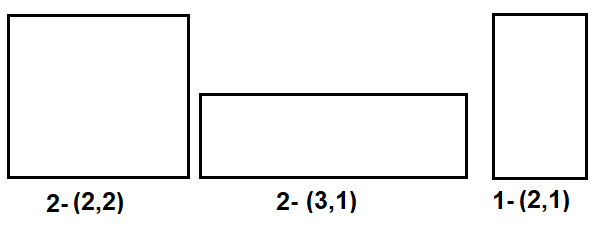 2- (2,2)
2- (3,1)
1- (2,1)